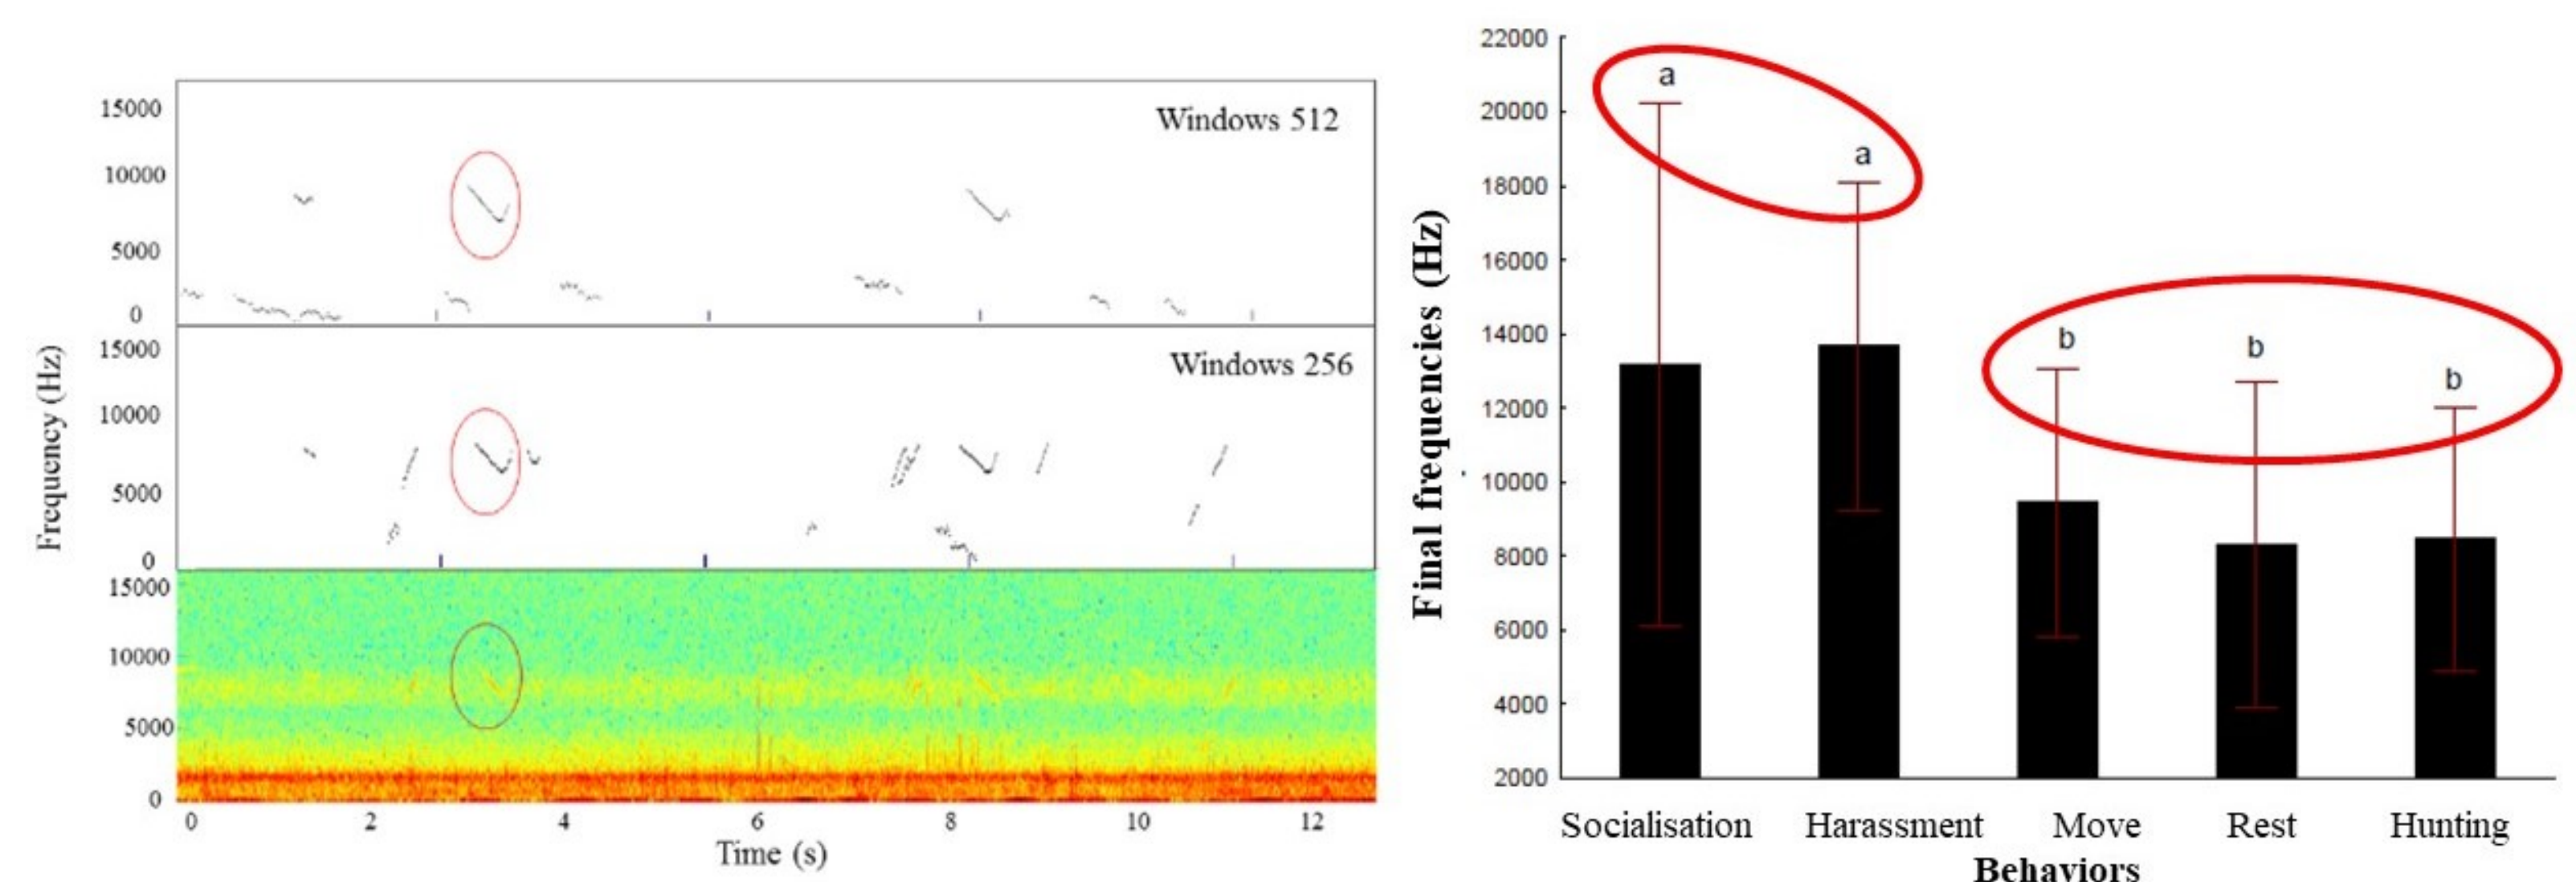 15000
Windows 512
10000
5000
0
15000
Windows 256
10000
5000
0
15000
10000
5000
0
Frequency (Hz)
0 2 4 6 8 10 12
Time (s)
22000
20000
18000
16000
14000
12000
10000
8000
6000
4000
2000
Final frequencies (Hz)
a
a
b
b
b
Socialisation Harassment Move Rest Hunting
Behaviors